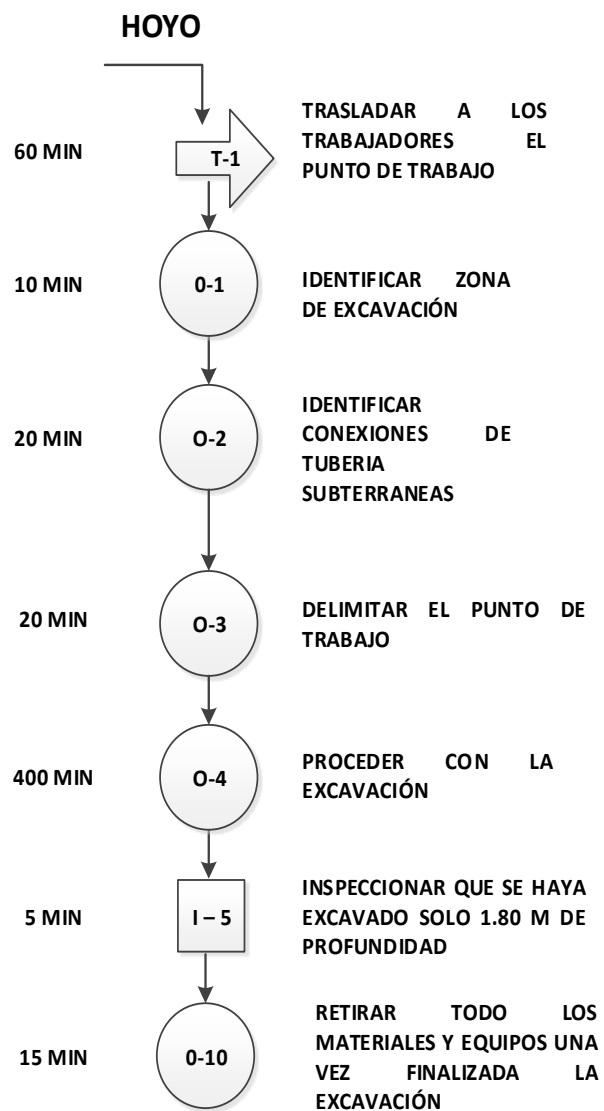 HOYO
60 MIN
T-1
TRASLADAR A LOS
TRABAJADORES EL
PUNTO DE TRABAJO
10 MIN
0-1
IDENTIFICAR ZONA
DE EXCAVACIÓN
20 MIN
O-2
IDENTIFICAR
CONEXIONES DE
TUBERIA
SUBTERRANEAS
20 MIN
O-3
DELIMITAR EL PUNTO DE
TRABAJO
400 MIN
O-4
PROCEDER CON LA
EXCAVACIÓN
5 MIN
I – 5
INSPECCIONAR QUE SE HAYA
EXCAVADO SOLO 1.80 M DE
PROFUNDIDAD
15 MIN
0-10
RETIRAR TODO LOS
MATERIALES Y EQUIPOS UNA
VEZ FINALIZADA LA
EXCAVACIÓN